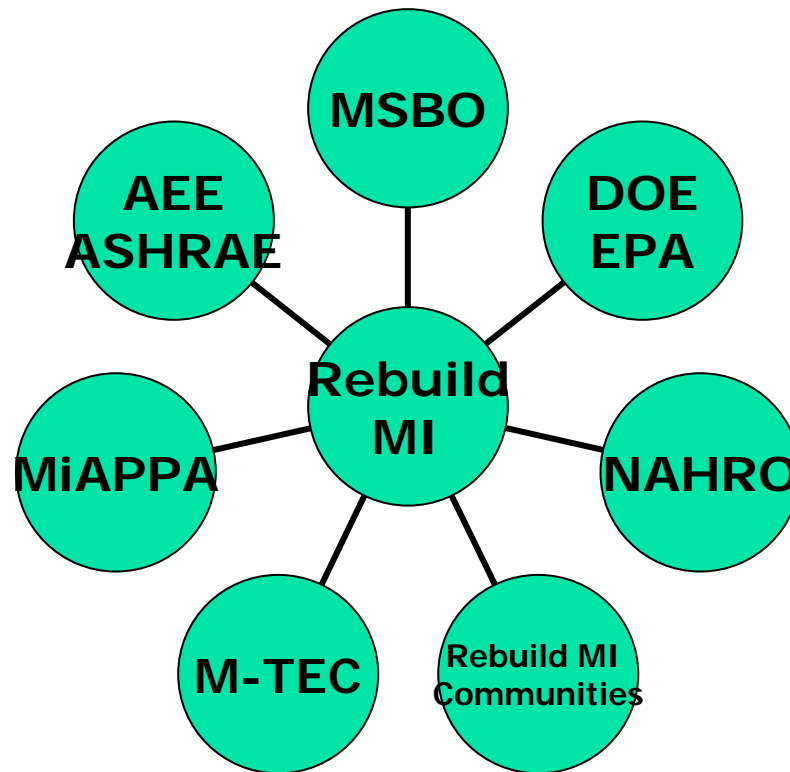 MSBO
AEE
ASHRAE
DOE
EPA
Rebuild
MI
MiAPPA
NAHRO
M-TEC
Rebuild MI
Communities